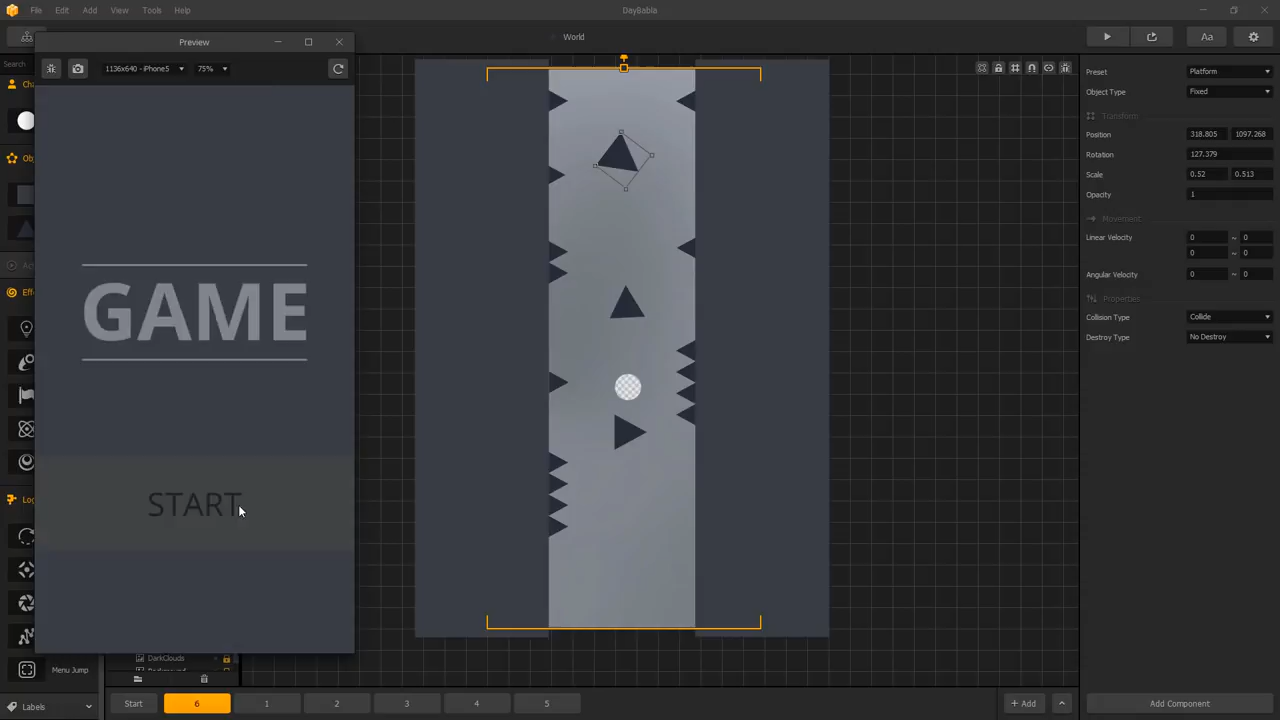 File Edit View Add Tools Help
DayBabla
Preview
World
Aa
Search
1136x640 - iPhone5 75%
Preset Platform
Object Type Fixed
Transform
Position 318.805 1097.268
Rotation 127.379
Scale 0.52 0.513
Opacity 1
Movement
Linear Velocity 0 ~ 0
0 ~ 0
Angular Velocity 0 ~ 0
Properties
Collision Type Collide
Destroy Type No Destroy
GAME
START
DarkClouds
Background
Menu Jump
Labels
Start 6 1 2 3 4 5
+ Add
Add Component